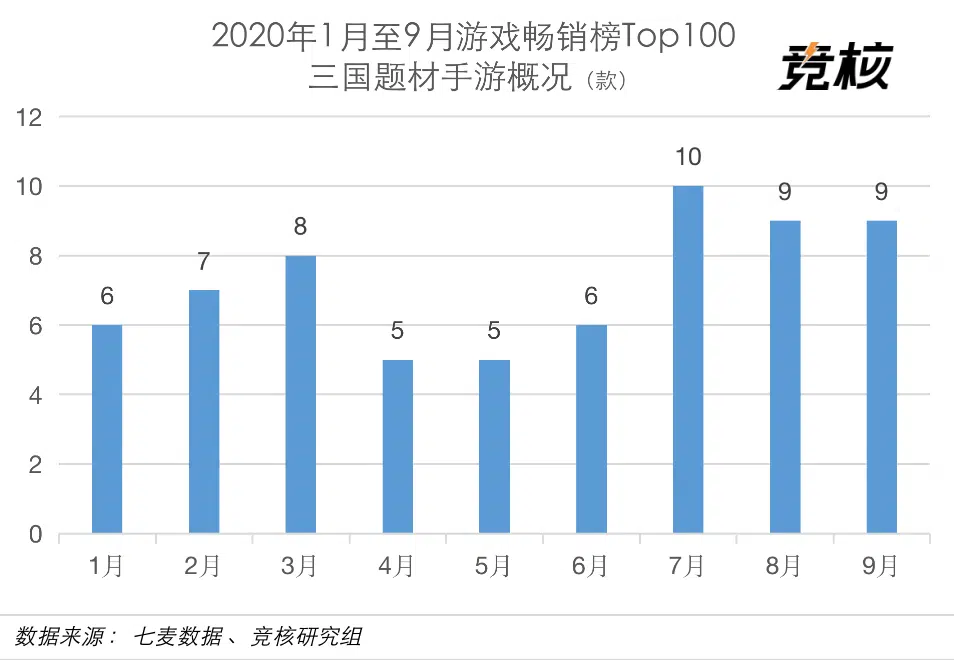 2020年1月至9月游戏畅销榜Top100
三国题材手游概况（款）
竞核
12
10
8
6
4
2
0
6
7
8
5
5
6
10
9
9
1月
2月
3月
4月
5月
6月
7月
8月
9月
数据来源：七麦数据、竞核研究组